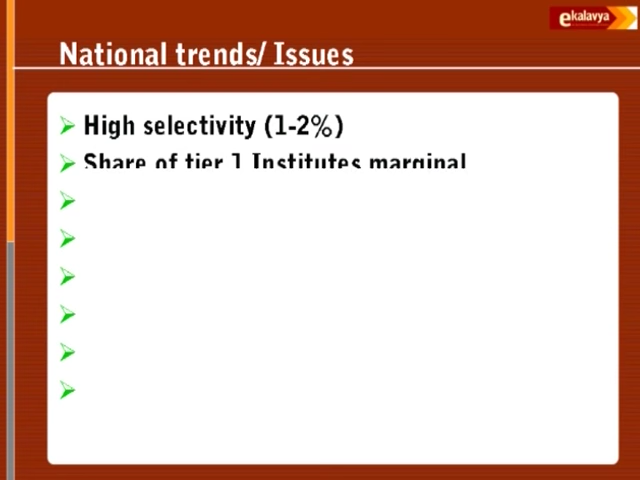 ekalavya
National trends/ Issues
High selectivity (1-2%)
Share of tier 1 Institutes marginal